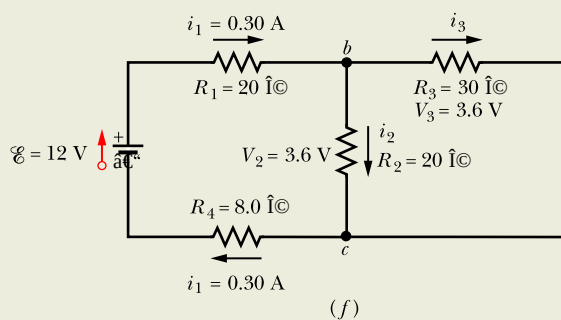 i₁ = 0.30 A
i₃
b
R₁ = 20 Î©
R₃ = 30 Î©
V₃ = 3.6 V
+
ℰ = 12 V
â€“
i₂
V₂ = 3.6 V
R₂ = 20 Î©
R₄ = 8.0 Î©
c
i₁ = 0.30 A
(f)